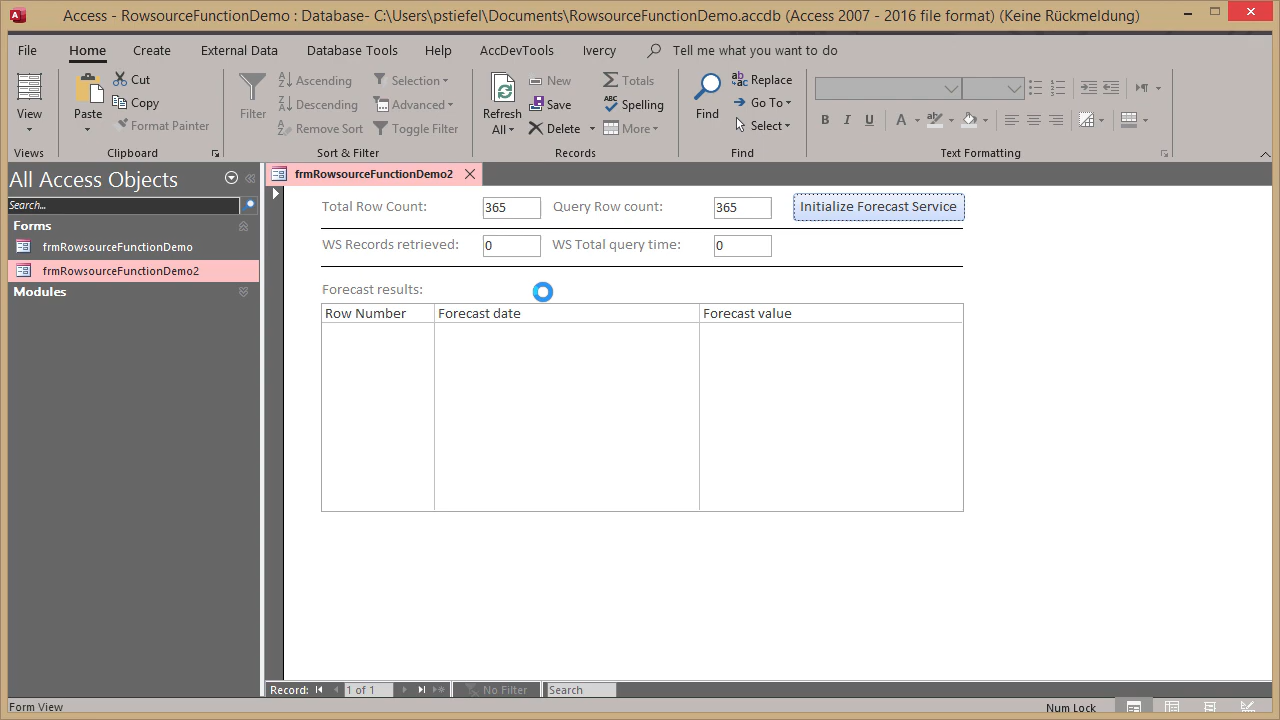 Access - RowsourceFunctionDemo : Database- C:\Users\pstiefel\Documents\RowsourceFunctionDemo.accdb (Access 2007 - 2016 file format) (Keine Rückmeldung)
File Home Create External Data Database Tools Help AccDevTools Ivercy Tell me what you want to do
View
Views
Paste
Cut
Copy
Format Painter
Clipboard
Filter
Ascending
Descending
Remove Sort
Selection
Advanced
ToggleFilter
Sort & Filter
Refresh
All
New
Save
Delete
Totals
Spelling
More
Records
Find
Replace
Go To
Select
Find
B I U A
Text Formatting
All Access Objects
Search...
Forms
frmRowsourceFunctionDemo
frmRowsourceFunctionDemo2
Modules
frmRowsourceFunctionDemo2
Total Row Count: 365 Query Row count: 365 Initialize Forecast Service
WS Records retrieved: 0 WS Total query time: 0
Forecast results:
Row Number Forecast date Forecast value
Record: 1 of 1 No Filter Search
Form View Num Lock